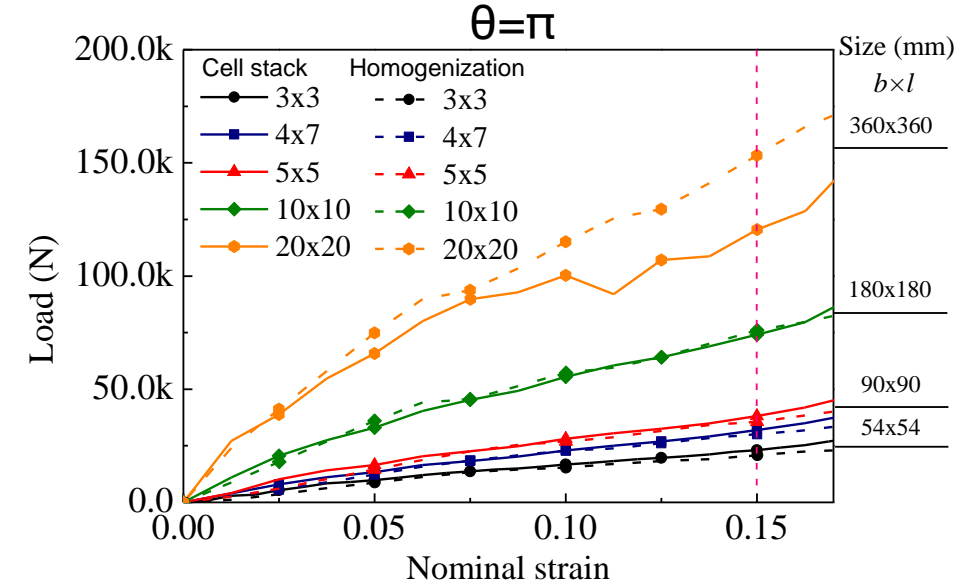 θ=π
200.0k
150.0k
100.0k
50.0k
0.0
Load (N)
Cell stack
3x3
4x7
5x5
10x10
20x20
Homogenization
3x3
4x7
5x5
10x10
20x20
Size (mm)
b×l
360x360
180x180
90x90
54x54
0.00
0.05
0.10
0.15
Nominal strain